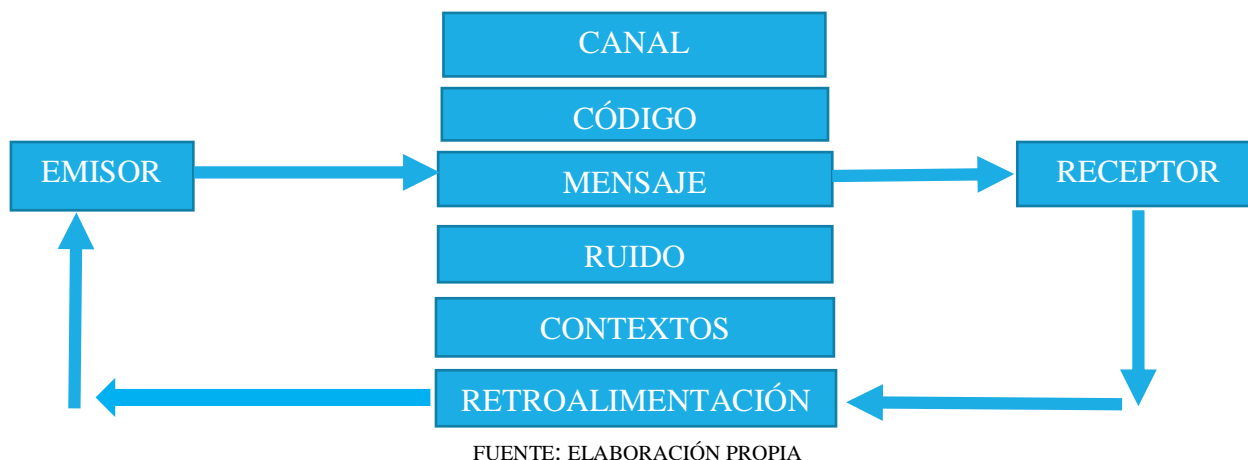 CANAL
CÓDIGO
EMISOR
MENSAJE
RECEPTOR
RUIDO
CONTEXTOS
RETROALIMENTACIÓN
FUENTE: ELABORACIÓN PROPIA